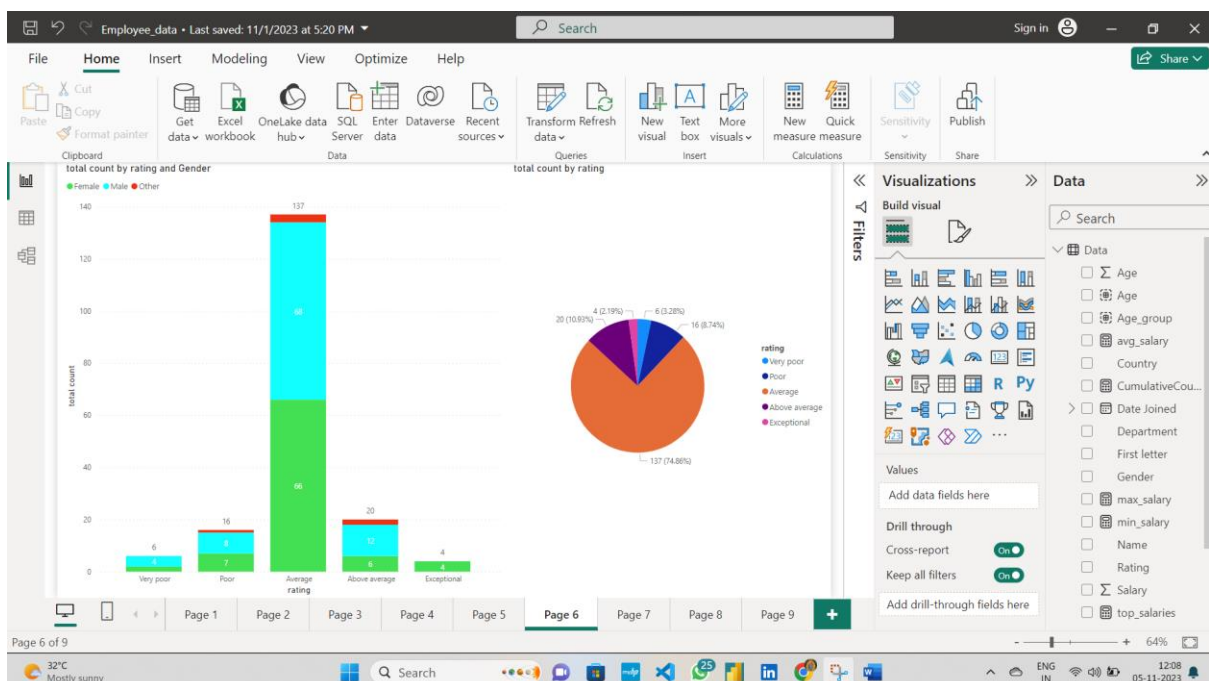 Employee_data • Last saved: 11/1/2023 at 5:20 PM
Search
Sign in
File Home Insert Modeling View Optimize Help
Share
Paste
Cut
Copy
Format painter
Clipboard
Get data
Excel workbook
OneLake data hub
SQL Server
Enter data
Dataverse
Recent sources
Data
Transform data
Refresh
Queries
New visual
Text box
More visuals
Insert
New measure
Quick measure
Calculations
Sensitivity
Sensitivity
Publish
Share
total count by rating and Gender
Female Male Other
140
120
100
80
60
40
20
0
total count
6
4
16
8
7
137
68
66
20
12
6
4
4
Very poor Poor Average Above average Exceptional
rating
total count by rating
4 (2.19%)
6 (3.28%)
20 (10.93%)
16 (8.74%)
137 (74.86%)
rating
Very poor
Poor
Average
Above average
Exceptional
Filters
Visualizations
Build visual
123
R
Py
Values
Add data fields here
Drill through
Cross-report
On
Keep all filters
On
Add drill-through fields here
Data
Search
Data
Age
Age
Age_group
avg_salary
Country
CumulativeCou...
Date Joined
Department
First letter
Gender
max_salary
min_salary
Name
Rating
Salary
top_salaries
Page 1 Page 2 Page 3 Page 4 Page 5 Page 6 Page 7 Page 8 Page 9
Page 6 of 9
64%
32°C
Mostly sunny
Search
25
ENG
IN
12:08
05-11-2023